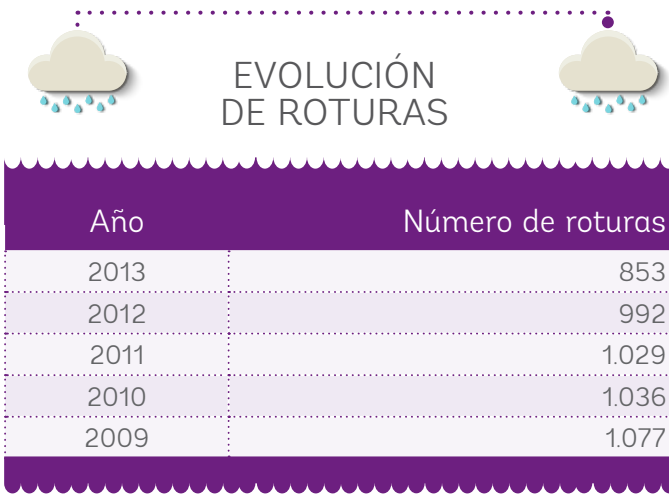 EVOLUCIÓN
DE ROTURAS
Año Número de roturas
2013 853
2012 992
2011 1.029
2010 1.036
2009 1.077